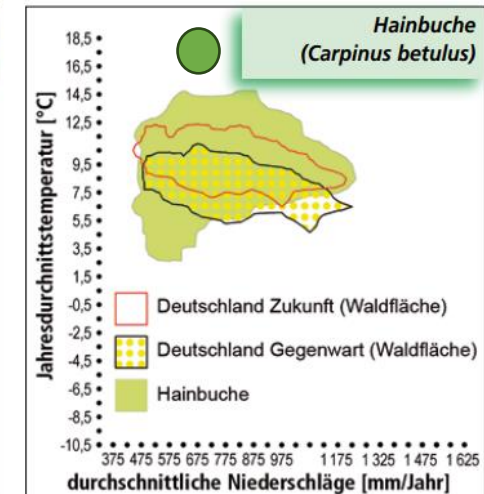 Hainbuche
(Carpinus betulus)
Jahresdurchnittstemperatur [°C]
18,5
16,5
14,5
12,5
9,5
7,5
5,5
3,5
1,5
-0,5
-2,5
-4,5
-6,5
-8,5
-10,5
Deutschland Zukunft (Waldfläche)
Deutschland Gegenwart (Waldfläche)
Hainbuche
375 475 575 675 775 875 975 1175 1325 1475 1625
durchschnittliche Niederschläge [mm/Jahr]